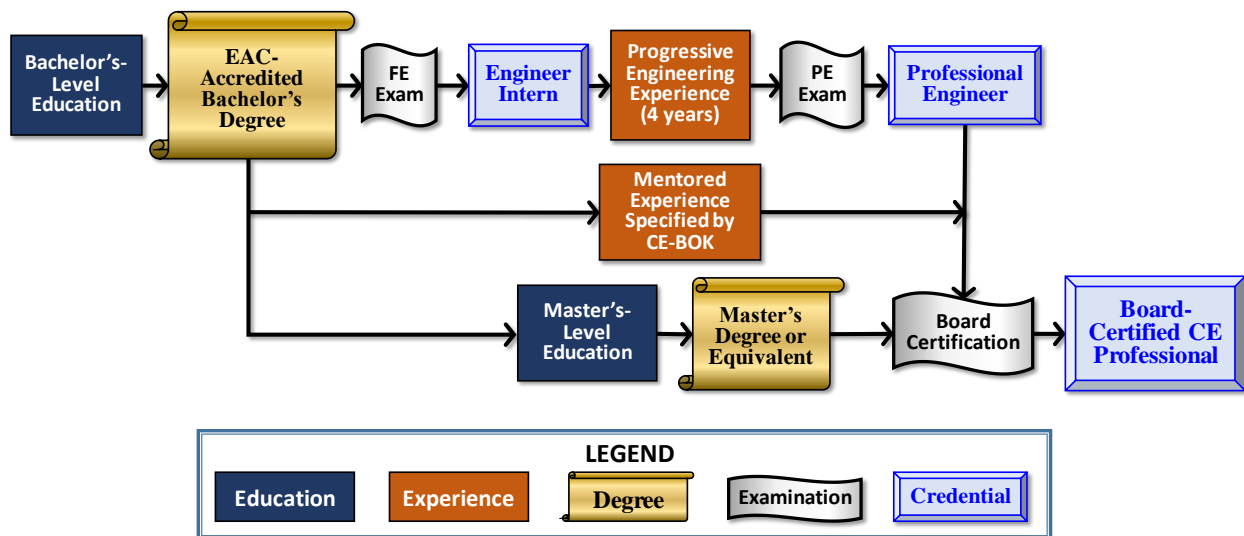 Bachelor's-
Level
Education
EAC-
Accredited
Bachelor's
Degree
FE
Exam
Engineer
Intern
Progressive
Engineering
Experience
(4 years)
PE
Exam
Professional
Engineer
Mentored
Experience
Specified by
CE-BOK
Master's-
Level
Education
Master's
Degree or
Equivalent
Board
Certification
Board-
Certified CE
Professional
LEGEND
Education
Experience
Degree
Examination
Credential